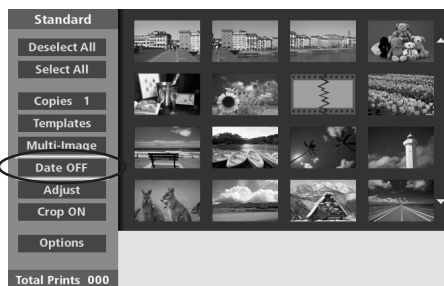 Standard
Deselect All
Select All
Copies 1
Templates
Multi-Image
Date OFF
Adjust
Crop ON
Options
Total Prints 000